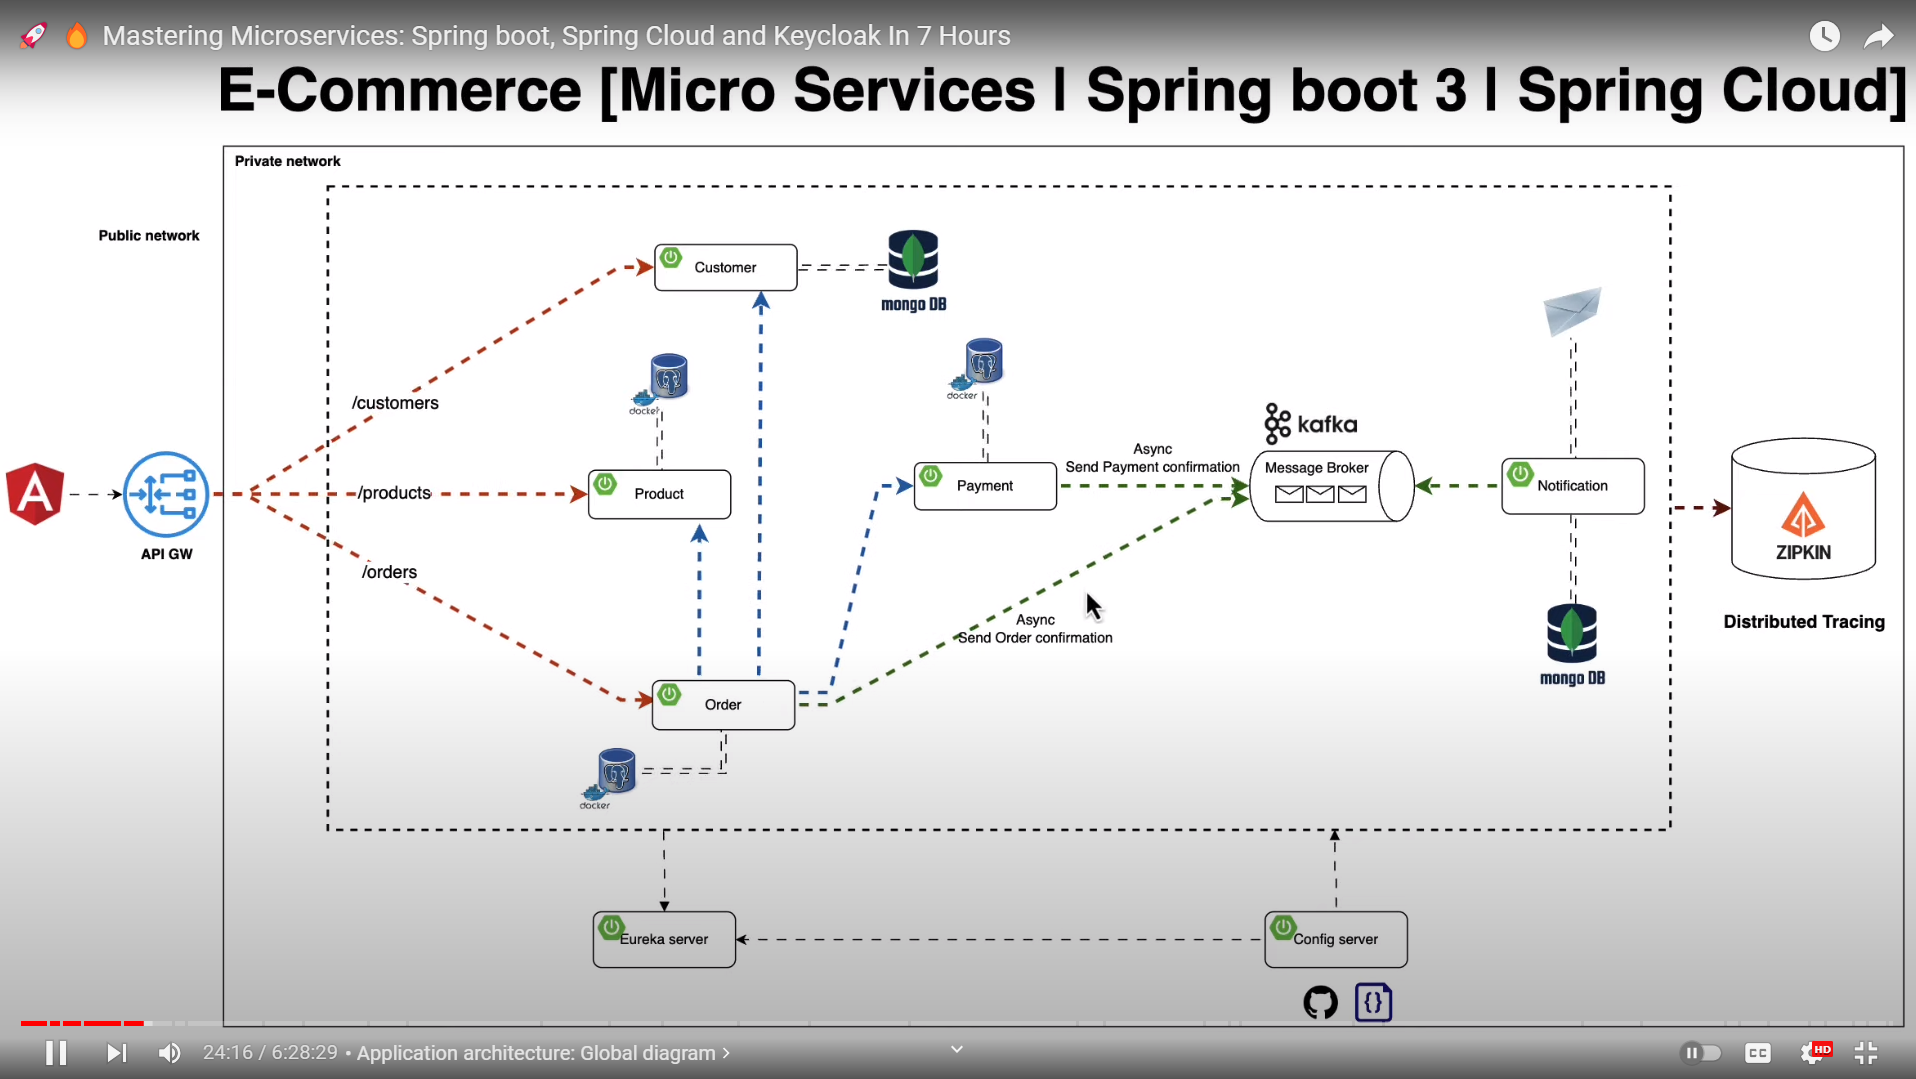 Mastering Microservices: Spring boot, Spring Cloud and Keycloak In 7 Hours
E-Commerce [Micro Services | Spring boot 3 | Spring Cloud]
Private network
Public network
Customer
mongo DB
docker
docker
/customers
kafka
Async
Send Payment confirmation
Message Broker
/products
Product
Payment
Notification
API GW
ZIPKIN
/orders
Async
Send Order confirmation
Distributed Tracing
mongo DB
Order
docker
Eureka server
Config server
{}
24:16 / 6:28:29 • Application architecture: Global diagram >
CC
HD